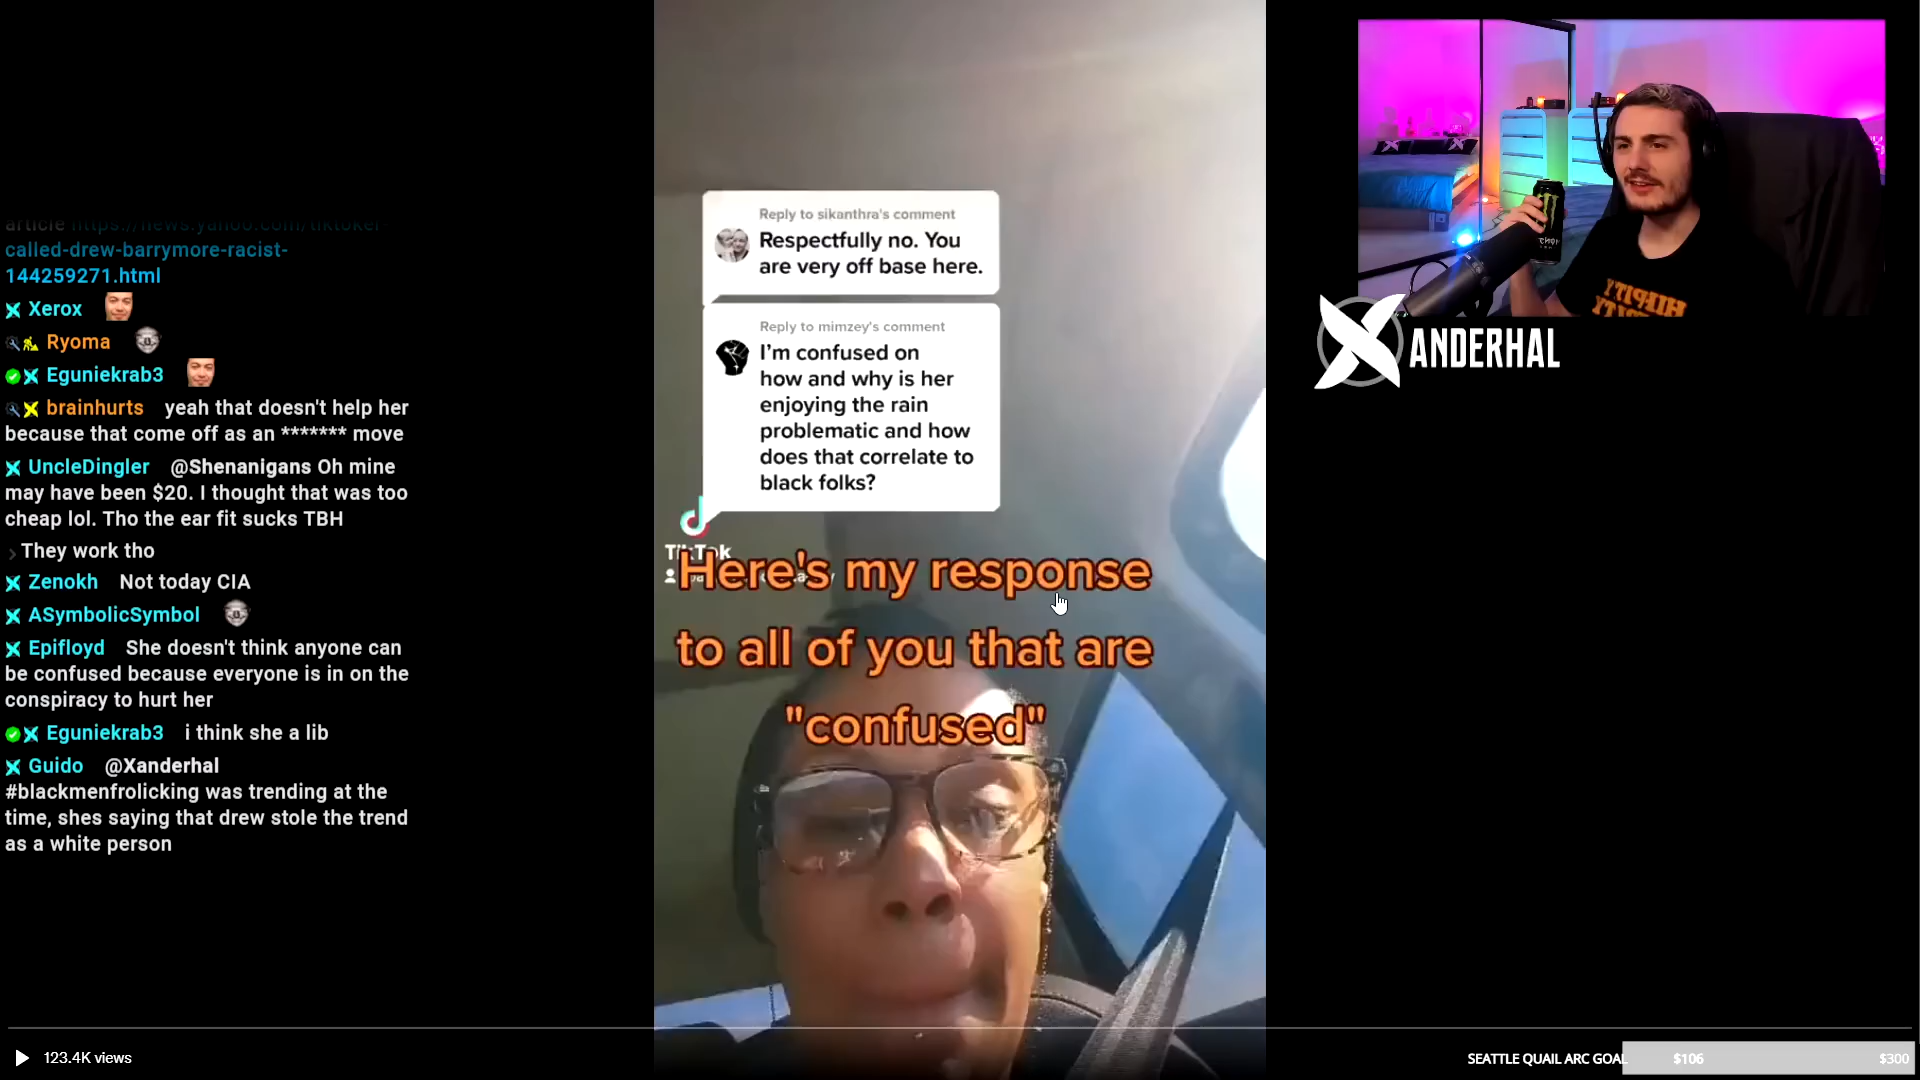 article https://news.yahoo.com/tiktoker-
called-drew-barrymore-racist-
144259271.html
Xerox
Ryoma
Eguniekrab3
brainhurts yeah that doesn't help her
because that come off as an ******* move
UncleDingler @Shenanigans Oh mine
may have been $20. I thought that was too
cheap lol. Tho the ear fit sucks TBH
They work tho
Zenokh Not today CIA
ASymbolicSymbol
Epifloyd She doesn't think anyone can
be confused because everyone is in on the
conspiracy to hurt her
Eguniekrab3 i think she a lib
Guido @Xanderhal
#blackmenfrolicking was trending at the
time, shes saying that drew stole the trend
as a white person
Reply to sikanthra's comment
Respectfully no. You
are very off base here.
Reply to mimzey's comment
I'm confused on
how and why is her
enjoying the rain
problematic and how
does that correlate to
black folks?
TikTok
Here's my response
to all of you that are
"confused"
XANDERHAL
123.4K views
SEATTLE QUAIL ARC GOAL $106 $300